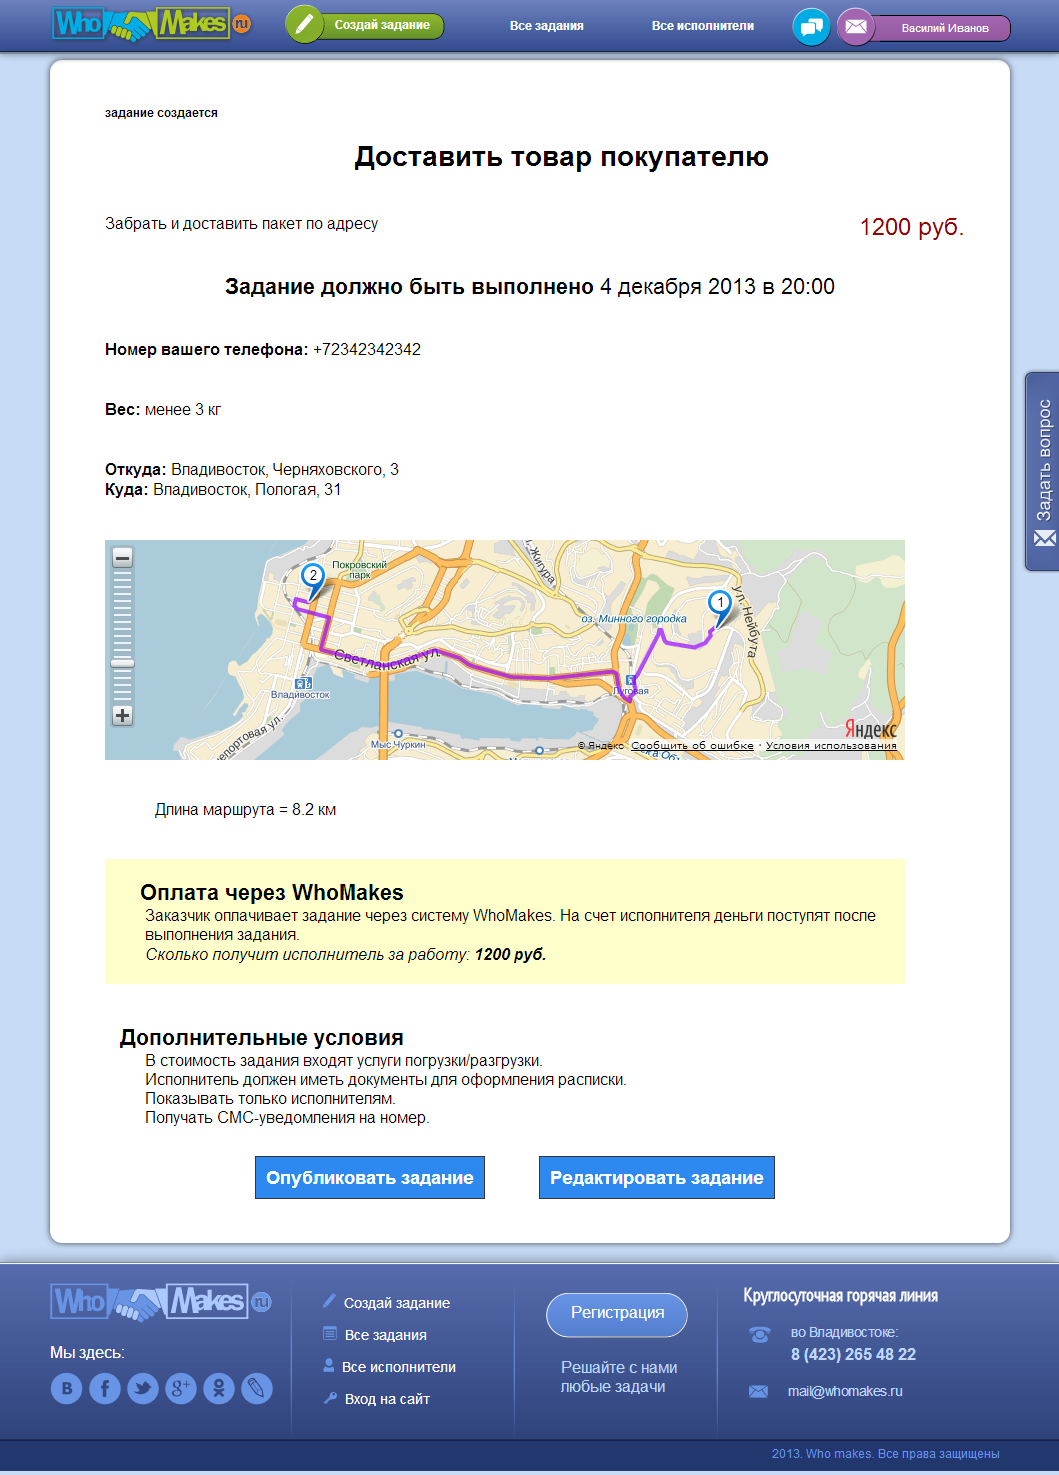 WhoMakes ru
Создай задание
Все задания
Все исполнители
Василий Иванов
задание создается
Доставить товар покупателю
Забрать и доставить пакет по адресу
1200 руб.
Задание должно быть выполнено 4 декабря 2013 в 20:00
Номер вашего телефона: +72342342342
Вес: менее 3 кг
Задать вопрос
Откуда: Владивосток, Черняховского, 3
Куда: Владивосток, Пологая, 31
Покровский
парк
2
1
Жигура
ул. Нейбута
оз. Минного городка
Светланская ул.
Владивосток
Луговая
Мыс Чуркин
Яндекс
© Яндекс Сообщить об ошибке · Условия использования
Длина маршрута = 8.2 км
Оплата через WhoMakes
Заказчик оплачивает задание через систему WhoMakes. На счет исполнителя деньги поступят после
выполнения задания.
Сколько получит исполнитель за работу: 1200 руб.
Дополнительные условия
В стоимость задания входят услуги погрузки/разгрузки.
Исполнитель должен иметь документы для оформления расписки.
Показывать только исполнителям.
Получать СМС-уведомления на номер.
Опубликовать задание
Редактировать задание
WhoMakes ru
Мы здесь:
Создай задание
Все задания
Все исполнители
Вход на сайт
Регистрация
Решайте с нами
любые задачи
Круглосуточная горячая линия
во Владивостоке:
8 (423) 265 48 22
mail@whomakes.ru
2013. Who makes. Все права защищены